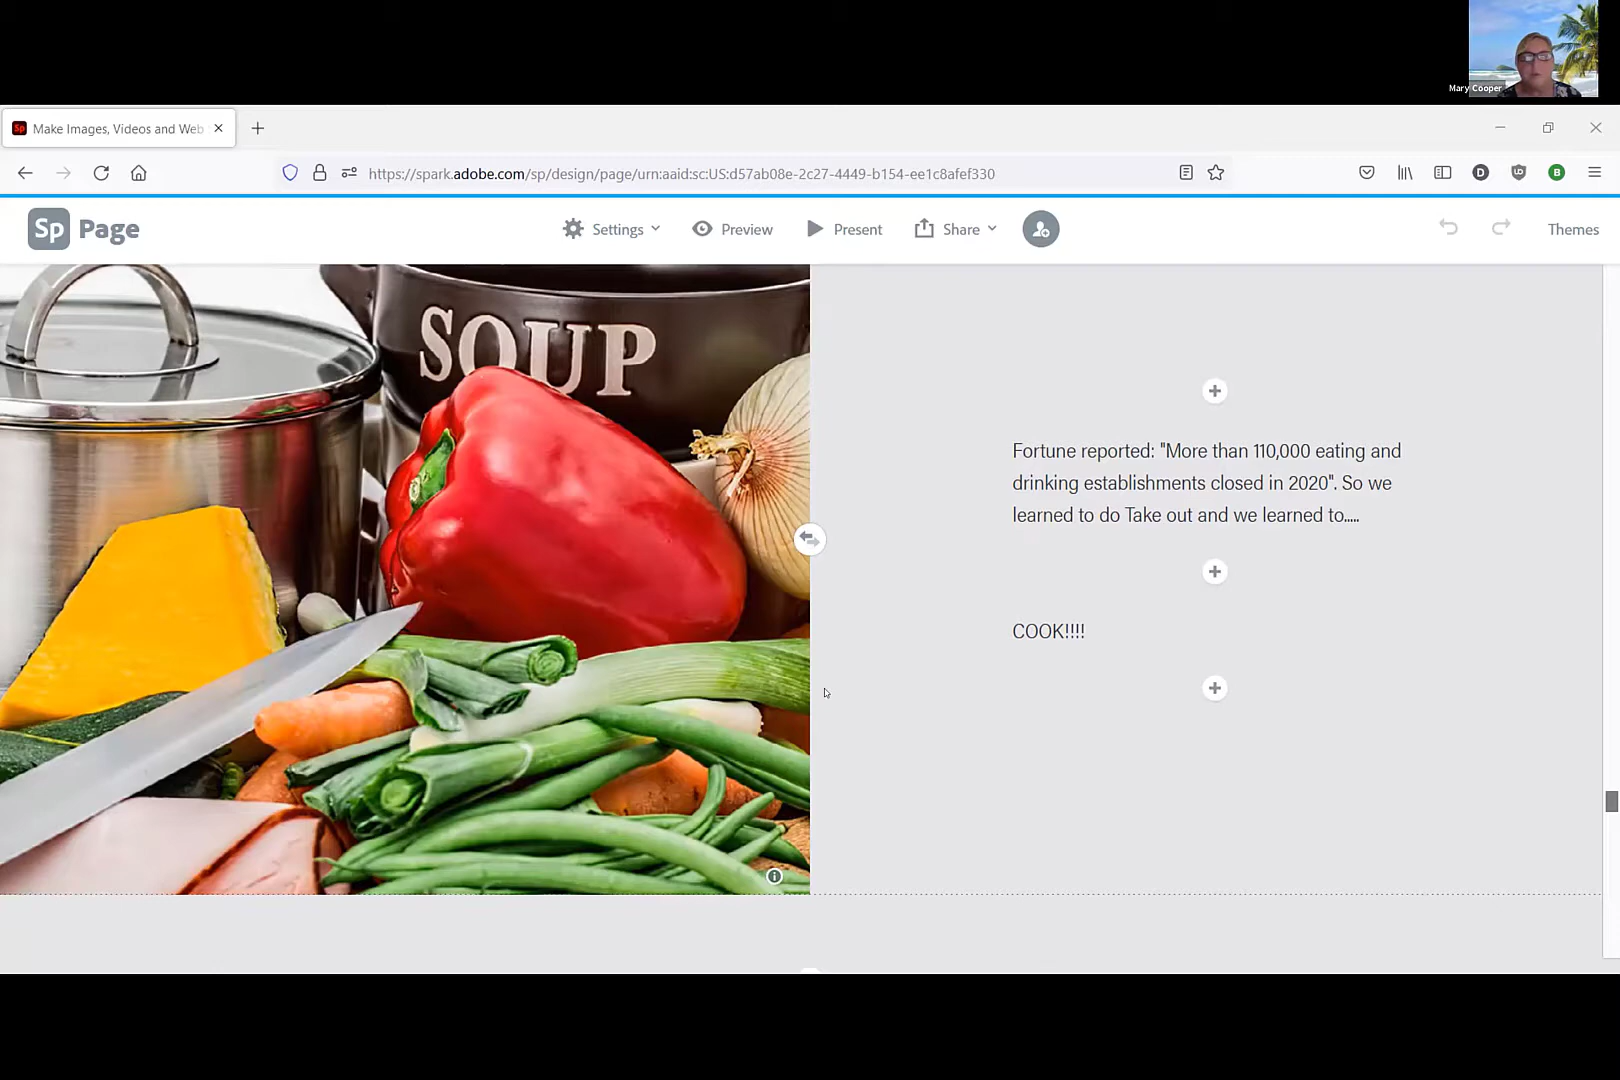 Mary Cooper
Sp Make Images, Videos and Web
https://spark.adobe.com/sp/design/page/urn:aaid:sc:US:d57ab08e-2c27-4449-b154-ee1c8afef330
D
UD
B
Sp Page
Settings
Preview
Present
Share
Themes
SOUP
Fortune reported: "More than 110,000 eating and
drinking establishments closed in 2020". So we
learned to do Take out and we learned to.....
COOK!!!!